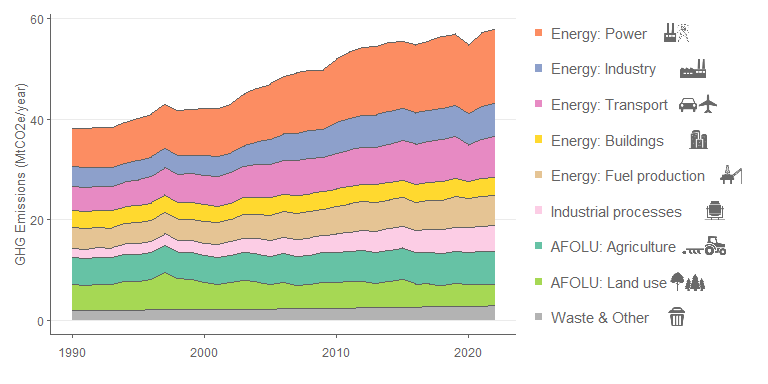 GHG Emissions (MtCO2e/year)
60
40
20
0
1990
2000
2010
2020
Energy: Power
Energy: Industry
Energy: Transport
Energy: Buildings
Energy: Fuel production
Industrial processes
AFOLU: Agriculture
AFOLU: Land use
Waste & Other